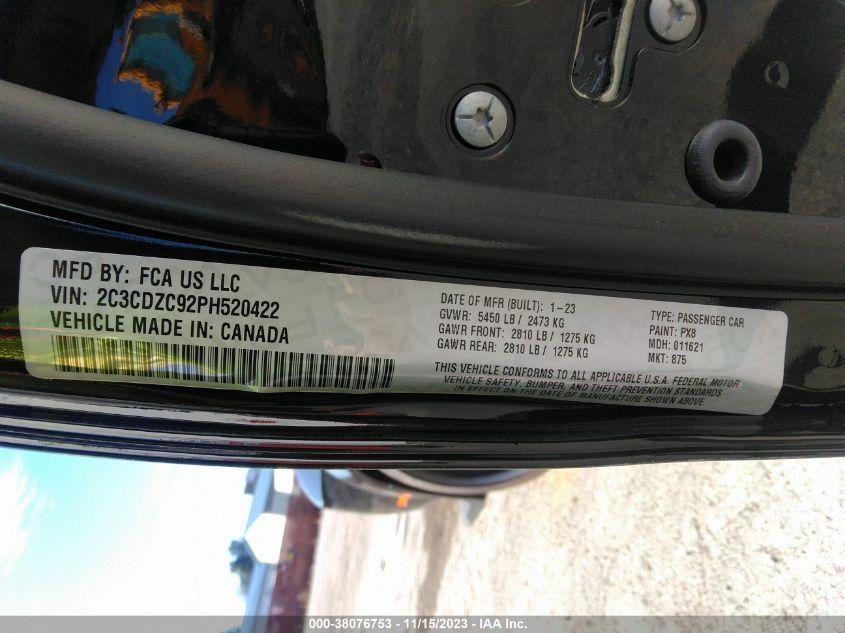 MFD BY: FCA US LLC
VIN: 2C3CDZC92PH520422
VEHICLE MADE IN: CANADA
DATE OF MFR (BUILT): 1-23
GVWR: 5450 LB / 2473 KG
GAWR FRONT: 2810 LB / 1275 KG
GAWR REAR: 2810 LB / 1275 KG
TYPE: PASSENGER CAR
PAINT: PX8
MDH: 011621
MKT: 875
THIS VEHICLE CONFORMS TO ALL APPLICABLE U.S.A. FEDERAL MOTOR
VEHICLE SAFETY, BUMPER, AND THEFT PREVENTION STANDARDS
IN EFFECT ON THE DATE OF MANUFACTURE SHOWN ABOVE.
000-38076753 - 11/15/2023 - IAA Inc.